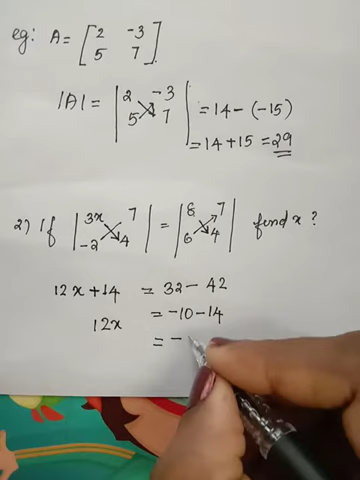 eg: A = [ 2 -3
5 7 ]
|A| = | 2 -3
5 7 | = 14 - (-15)
= 14 + 15 = 29
2) If | 3x 7
-2 4 | = | 8 7
6 4 | find x ?
12x + 14 = 32 - 42
12x = -10 - 14
= -